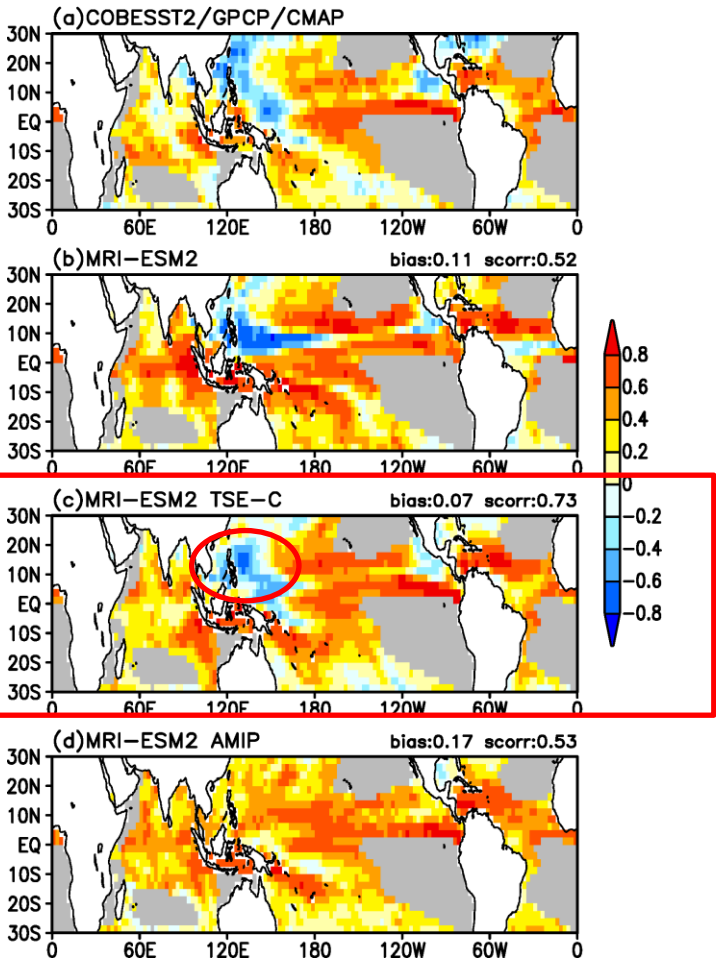 (a)COBESST2/GPCP/CMAP
30N
20N
10N
EQ
10S
20S
30S
0 60E 120E 180 120W 60W 0
(b)MRI-ESM2 bias:0.11 scorr:0.52
30N
20N
10N
EQ
10S
20S
30S
0 60E 120E 180 120W 60W 0
(c)MRI-ESM2 TSE-C bias:0.07 scorr:0.73
30N
20N
10N
EQ
10S
20S
30S
0 60E 120E 180 120W 60W 0
(d)MRI-ESM2 AMIP bias:0.17 scorr:0.53
30N
20N
10N
EQ
10S
20S
30S
0 60E 120E 180 120W 60W 0
0.8
0.6
0.4
0.2
0
-0.2
-0.4
-0.6
-0.8